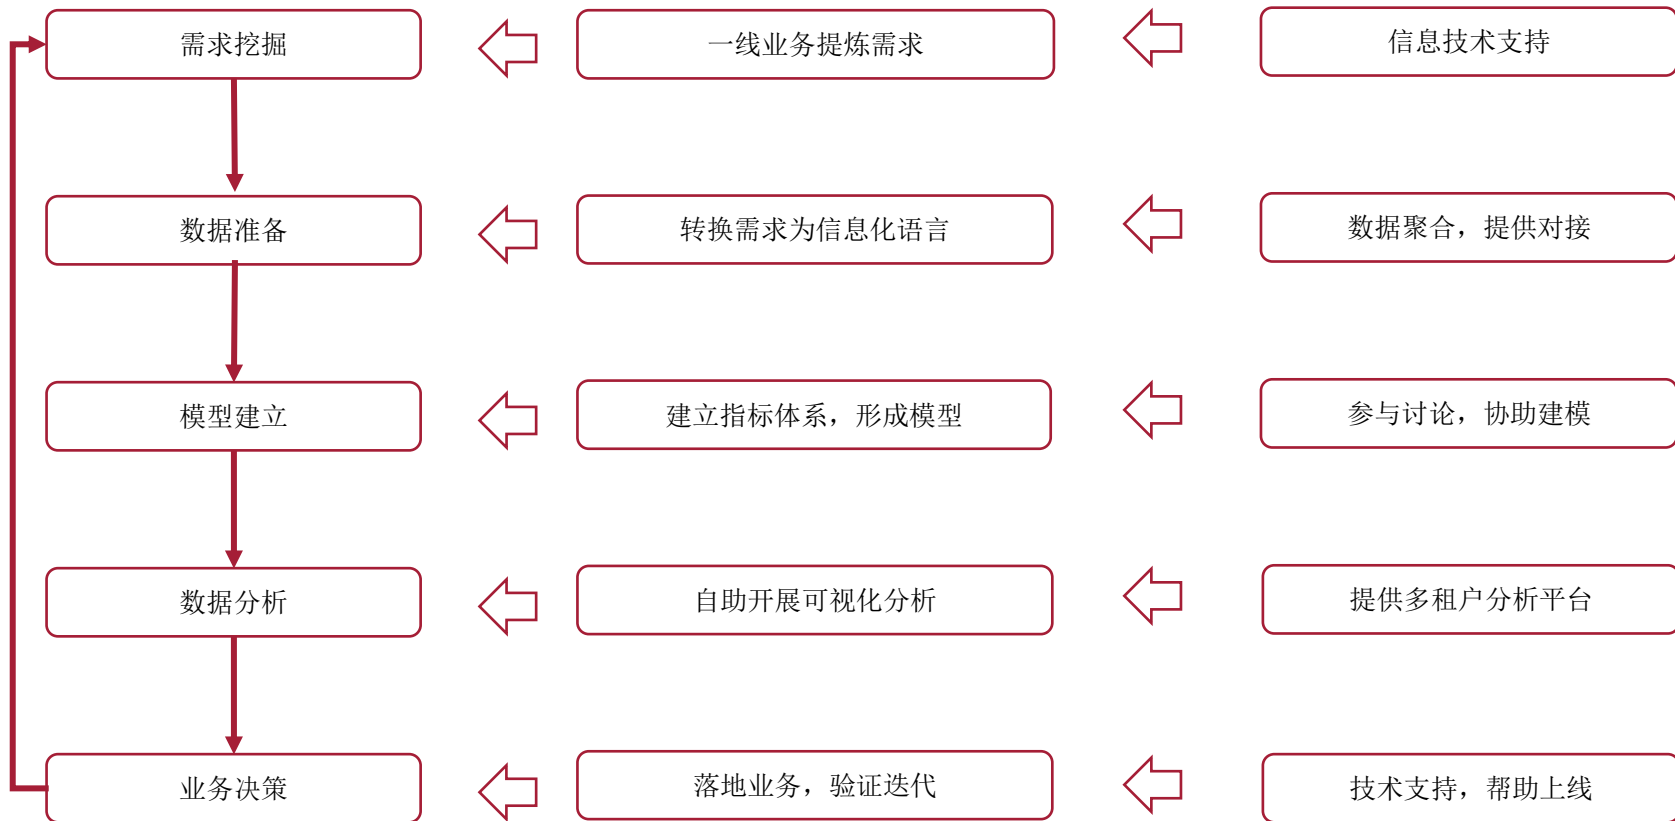 需求挖掘
一线业务提炼需求
信息技术支持
数据准备
转换需求为信息化语言
数据聚合，提供对接
模型建立
建立指标体系，形成模型
参与讨论，协助建模
数据分析
自助开展可视化分析
提供多租户分析平台
业务决策
落地业务，验证迭代
技术支持，帮助上线